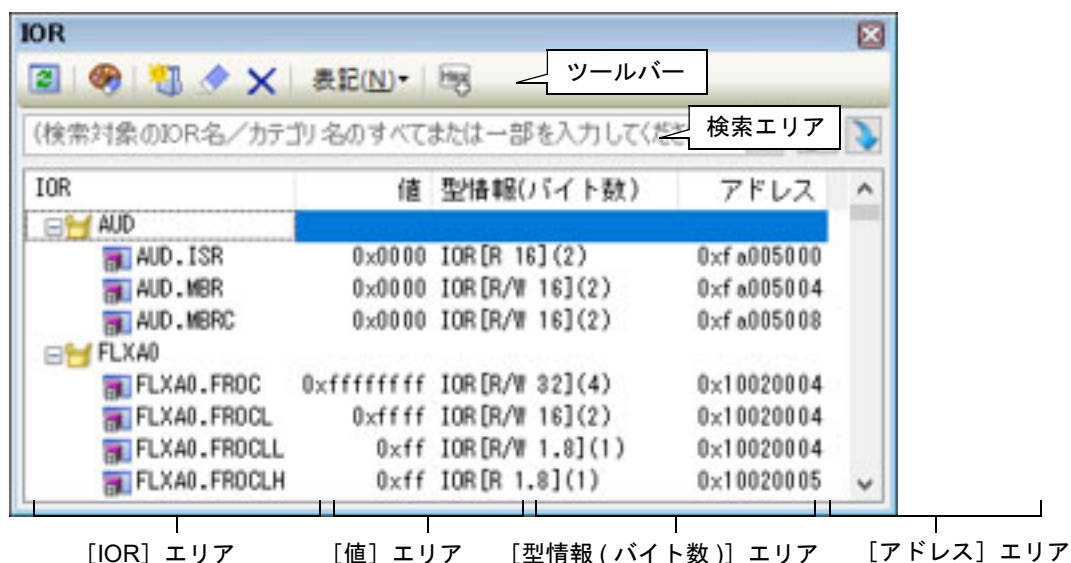 IOR
表記(N)▾ Hex
ツールバー
(検索対象のIOR名/カテゴリ名のすべてまたは一部を入力してくださ
検索エリア
IOR 値 型情報(バイト数) アドレス
AUD
AUD.ISR 0x0000 IOR[R 16](2) 0xfa005000
AUD.MBR 0x0000 IOR[R/W 16](2) 0xfa005004
AUD.MBRC 0x0000 IOR[R/W 16](2) 0xfa005008
FLXA0
FLXA0.FROC 0xffffffff IOR[R/W 32](4) 0x10020004
FLXA0.FROCL 0xffff IOR[R/W 16](2) 0x10020004
FLXA0.FROCLL 0xff IOR[R/W 1.8](1) 0x10020004
FLXA0.FROCLH 0xff IOR[R 1.8](1) 0x10020005
[IOR]エリア [値]エリア [型情報(バイト数)]エリア [アドレス]エリア